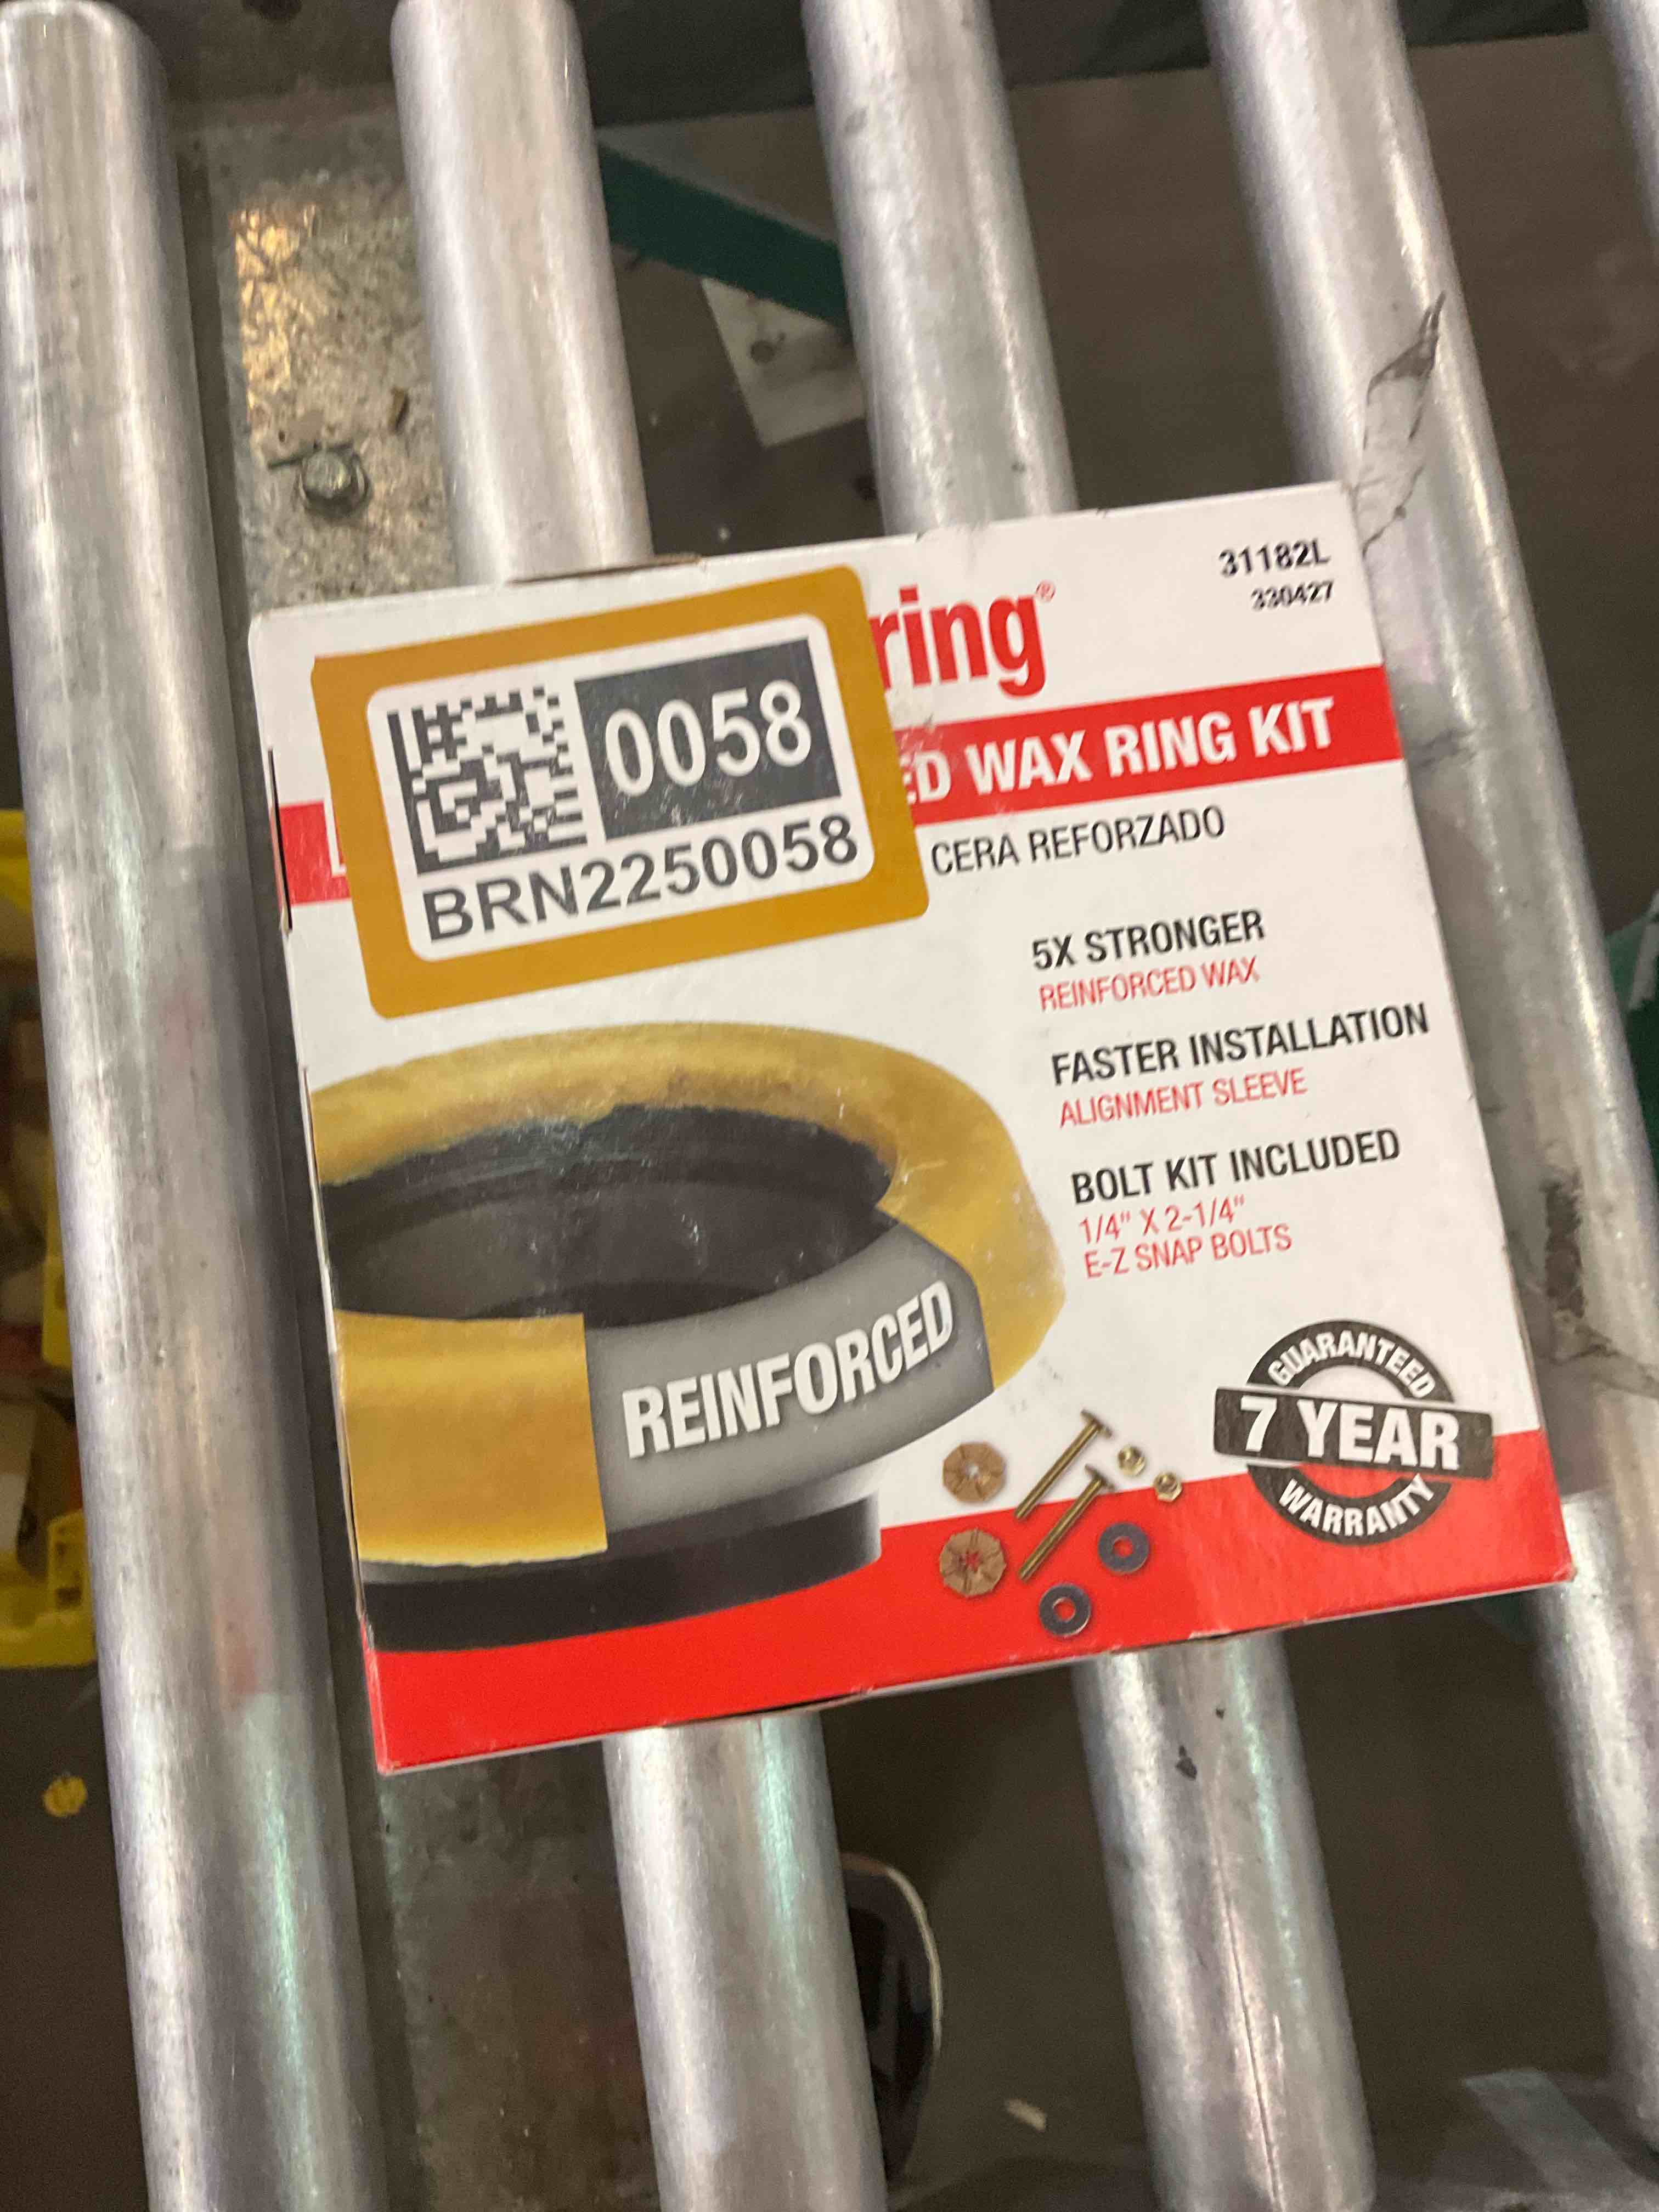 31182L
330427
ring®
0058
BRN2250058
ED WAX RING KIT
CERA REFORZADO
5X STRONGER
REINFORCED WAX
FASTER INSTALLATION
ALIGNMENT SLEEVE
BOLT KIT INCLUDED
1/4" X 2-1/4"
E-Z SNAP BOLTS
REINFORCED
GUARANTEED
7 YEAR
WARRANTY